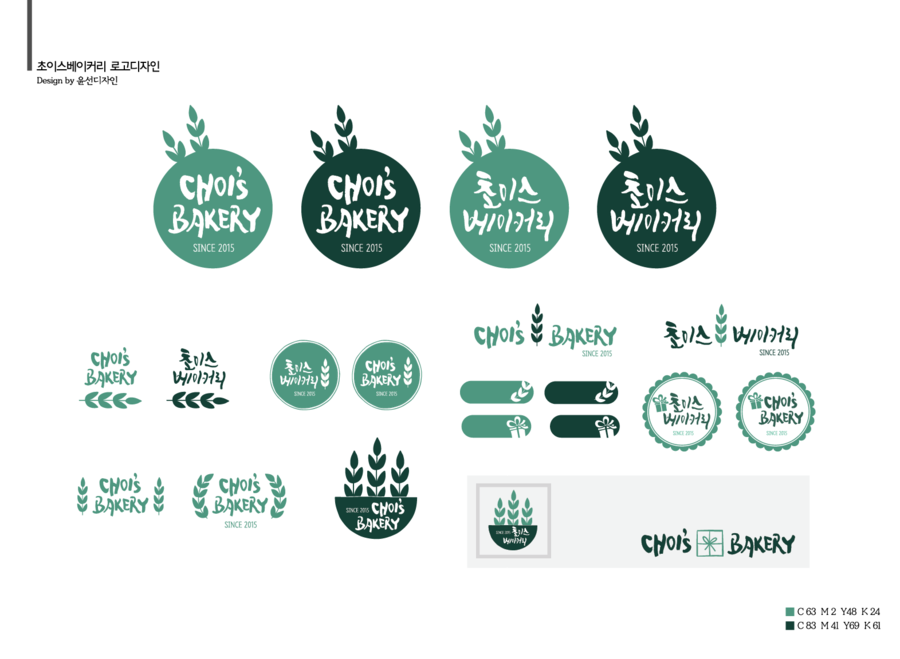 초이스베이커리 로고디자인
Design by 윤선디자인
CHOI'S
BAKERY
SINCE 2015
CHOI'S
BAKERY
SINCE 2015
초이스
베이커리
SINCE 2015
초이스
베이커리
SINCE 2015
CHOI'S BAKERY
SINCE 2015
초이스 베이커리
SINCE 2015
CHOI'S
BAKERY
초이스
베이커리
초이스
베이커리
SINCE 2015
CHOI'S
BAKERY
SINCE 2015
초이스
베이커리
SINCE 2015
CHOI'S
BAKERY
SINCE 2015
CHOI'S
BAKERY
CHOI'S
BAKERY
SINCE 2015
SINCE 2015 CHOI'S
BAKERY
SINCE 2015 초이스
베이커리
CHOI'S BAKERY
C 63 M 2 Y48 K 24
C 83 M 41 Y69 K 61